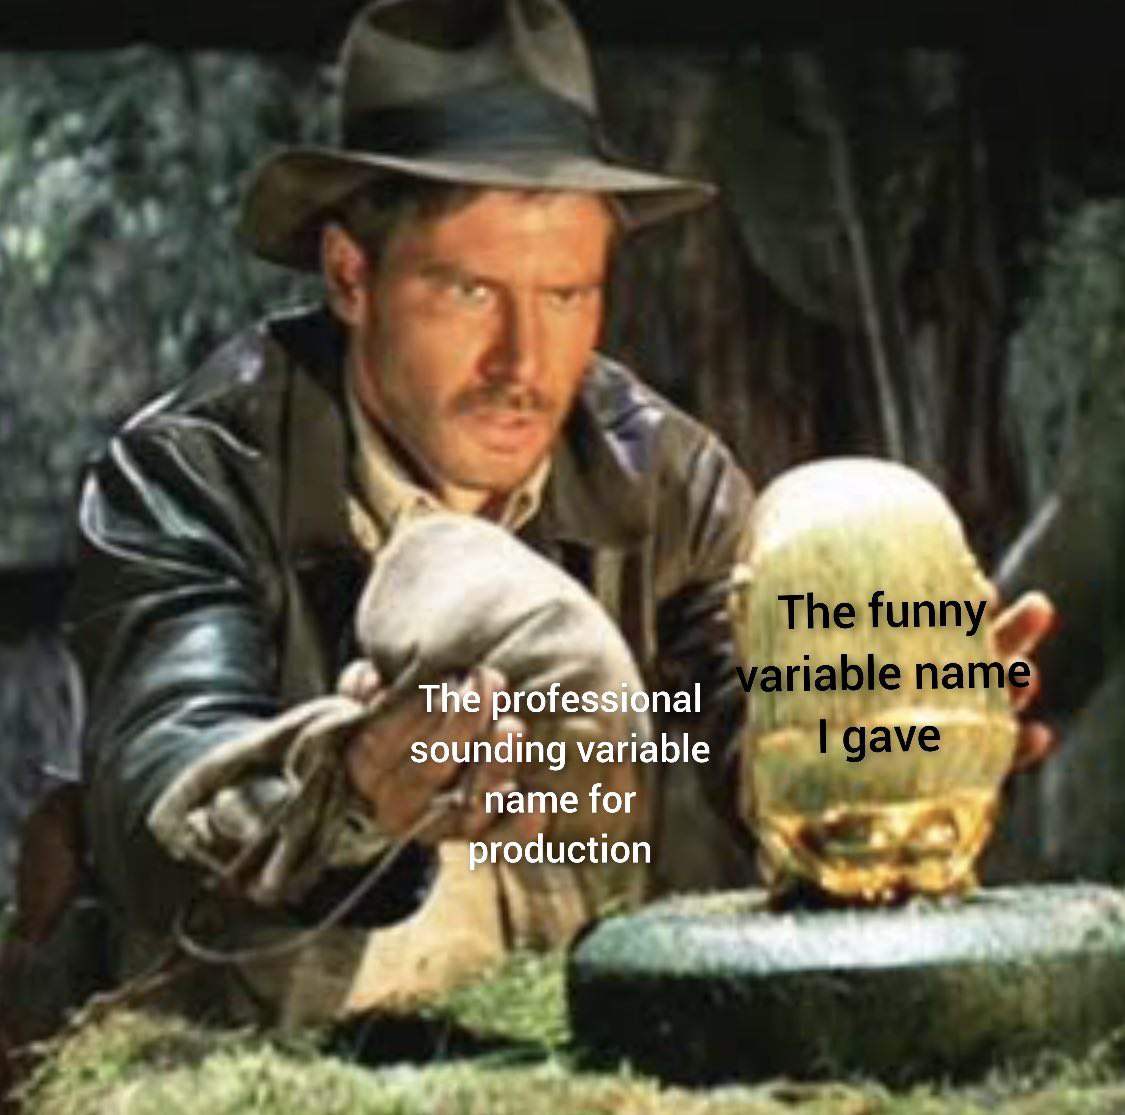 The professional
sounding variable
name for
production
The funny
variable name
I gave